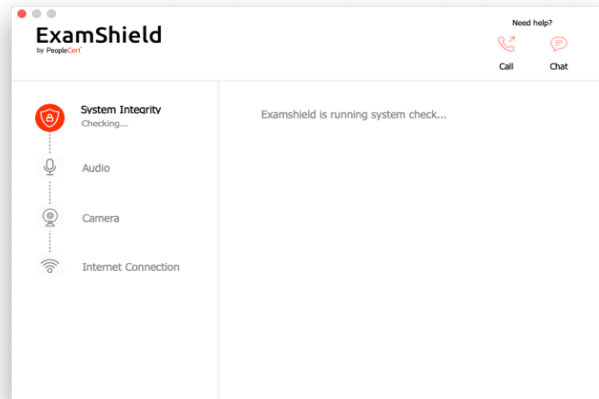 ExamShield
by PeopleCert
Need help?
Call
Chat
System Integrity
Checking...
Examshield is running system check...
Audio
Camera
Internet Connection